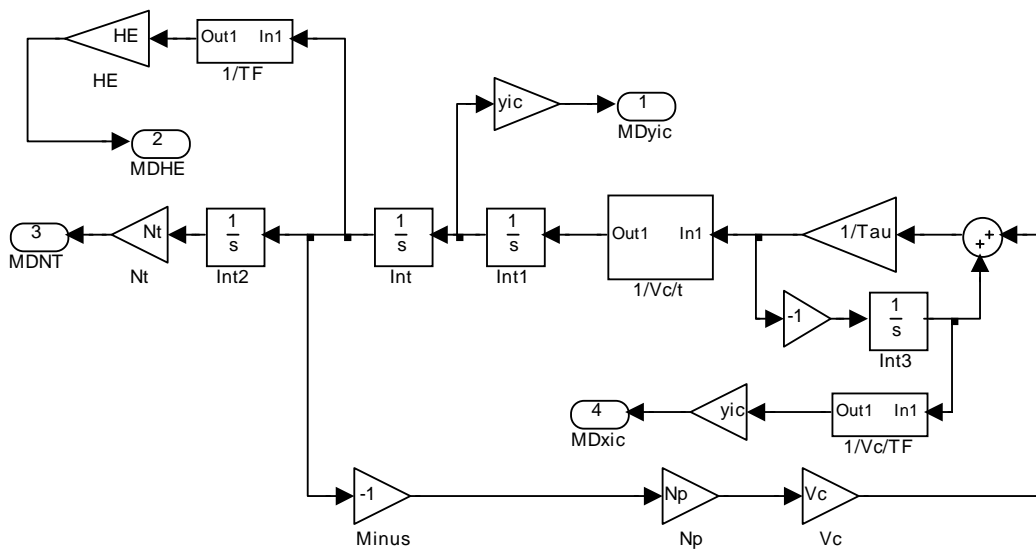 HE
HE
Out1 In1
1/TF
2
MDHE
yic
1
MDyic
3
MDNT
Nt
Nt
1
s
Int2
1
s
Int
1
s
Int1
Out1 In1
1/Vc/t
1/Tau
+
+
-1
1
s
Int3
4
MDxic
yic
Out1 In1
1/Vc/TF
-1
Minus
Np
Np
Vc
Vc